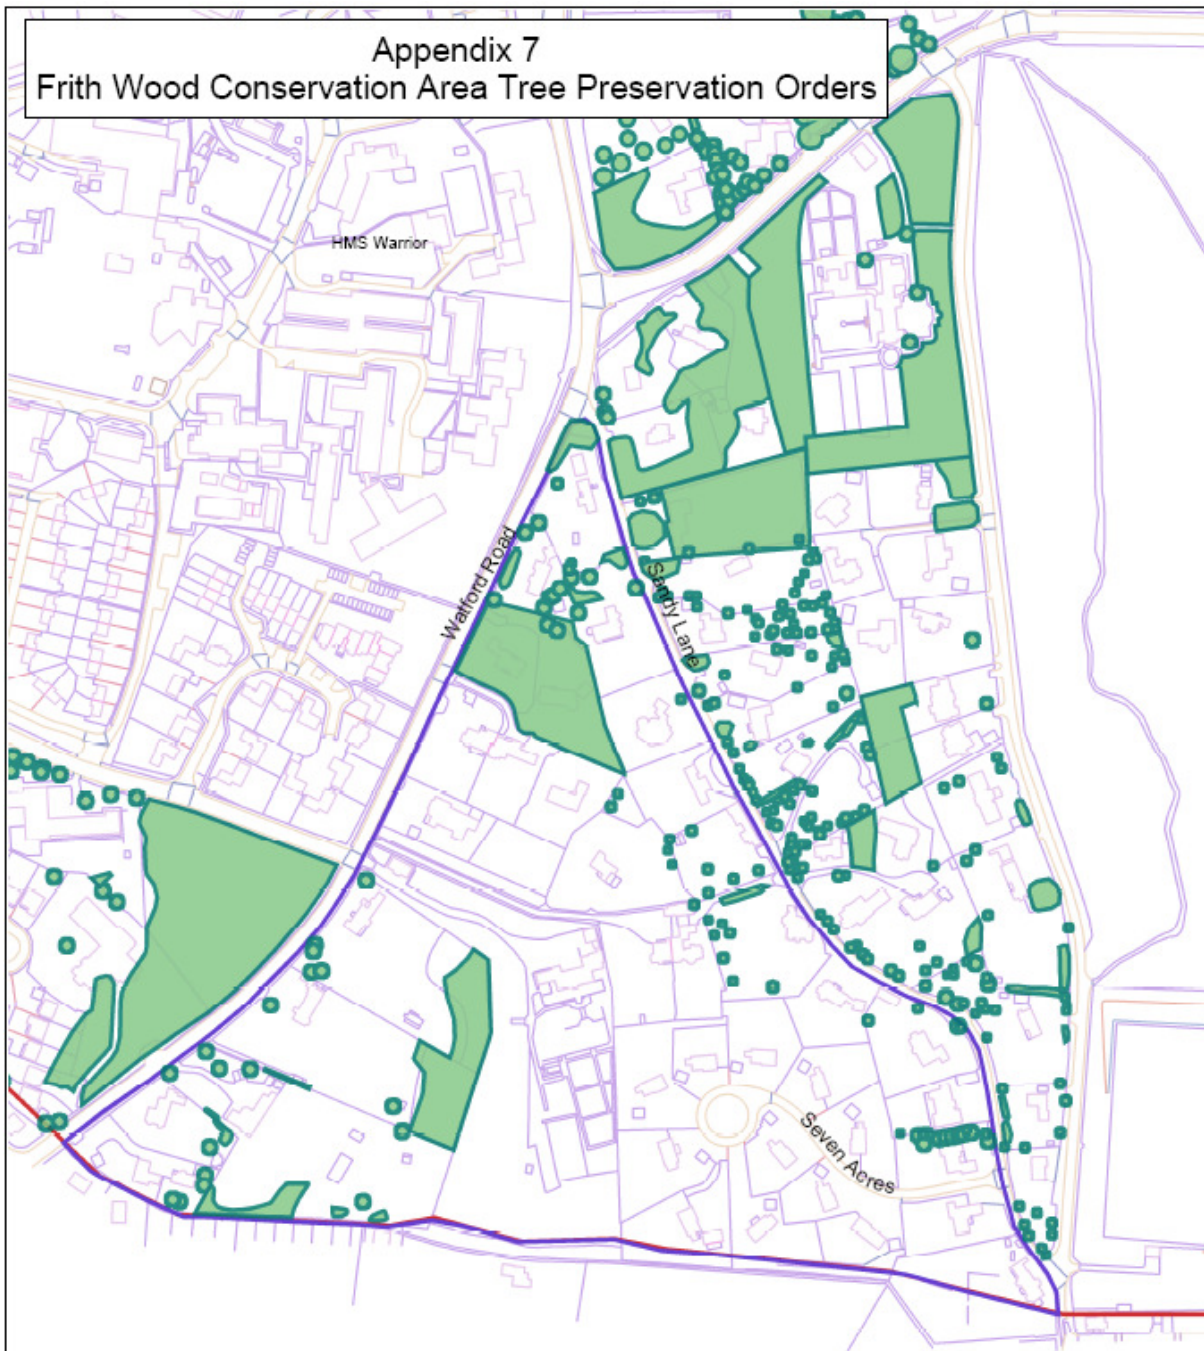 Appendix 7
Frith Wood Conservation Area Tree Preservation Orders
HMS Warrior
Watford Road
Sandy Lane
Seven Acres